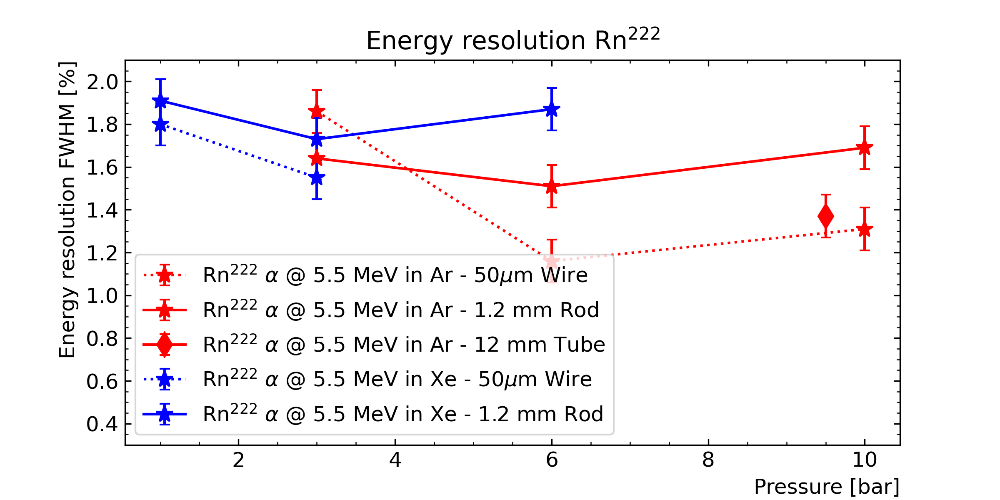 Energy resolution Rn²²²
Energy resolution FWHM [%]
2.0
1.8
1.6
1.4
1.2
1.0
0.8
0.6
0.4
Rn²²² α @ 5.5 MeV in Ar - 50μm Wire
Rn²²² α @ 5.5 MeV in Ar - 1.2 mm Rod
Rn²²² α @ 5.5 MeV in Ar - 12 mm Tube
Rn²²² α @ 5.5 MeV in Xe - 50μm Wire
Rn²²² α @ 5.5 MeV in Xe - 1.2 mm Rod
2 4 6 8 10
Pressure [bar]